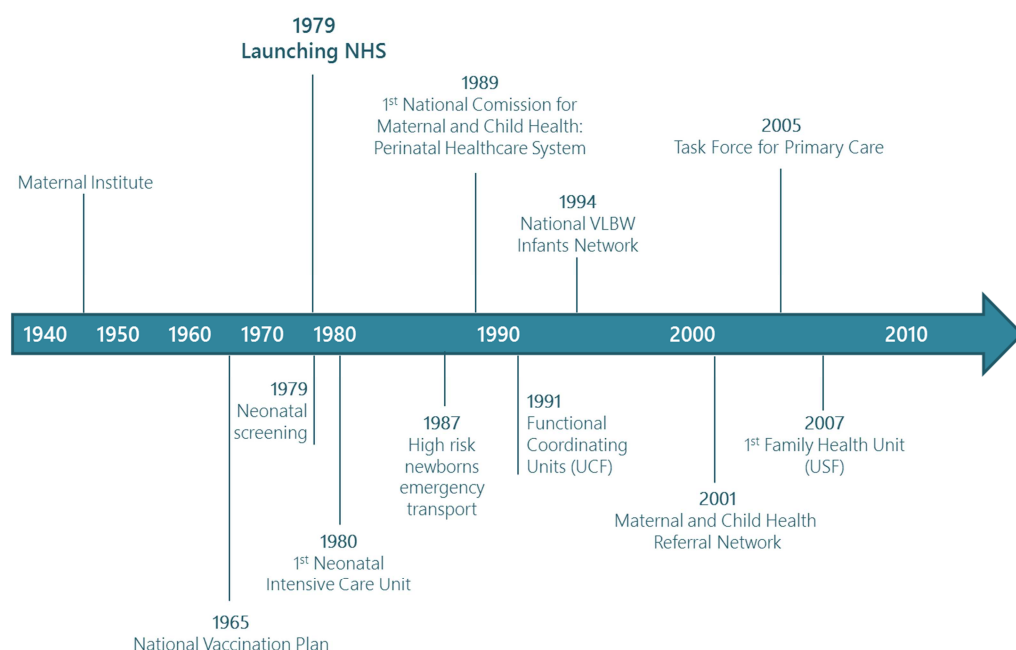 1979
Launching NHS
1989
1st National Comission for
Maternal and Child Health:
Perinatal Healthcare System
2005
Task Force for Primary Care
Maternal Institute
1994
National VLBW
Infants Network
1940 1950 1960 1970 1980 1990 2000 2010
1979
Neonatal
screening
1987
High risk
newborns
emergency
transport
1991
Functional
Coordinating
Units (UCF)
2007
1st Family Health Unit
(USF)
2001
Maternal and Child Health
Referral Network
1980
1st Neonatal
Intensive Care Unit
1965
National Vaccination Plan